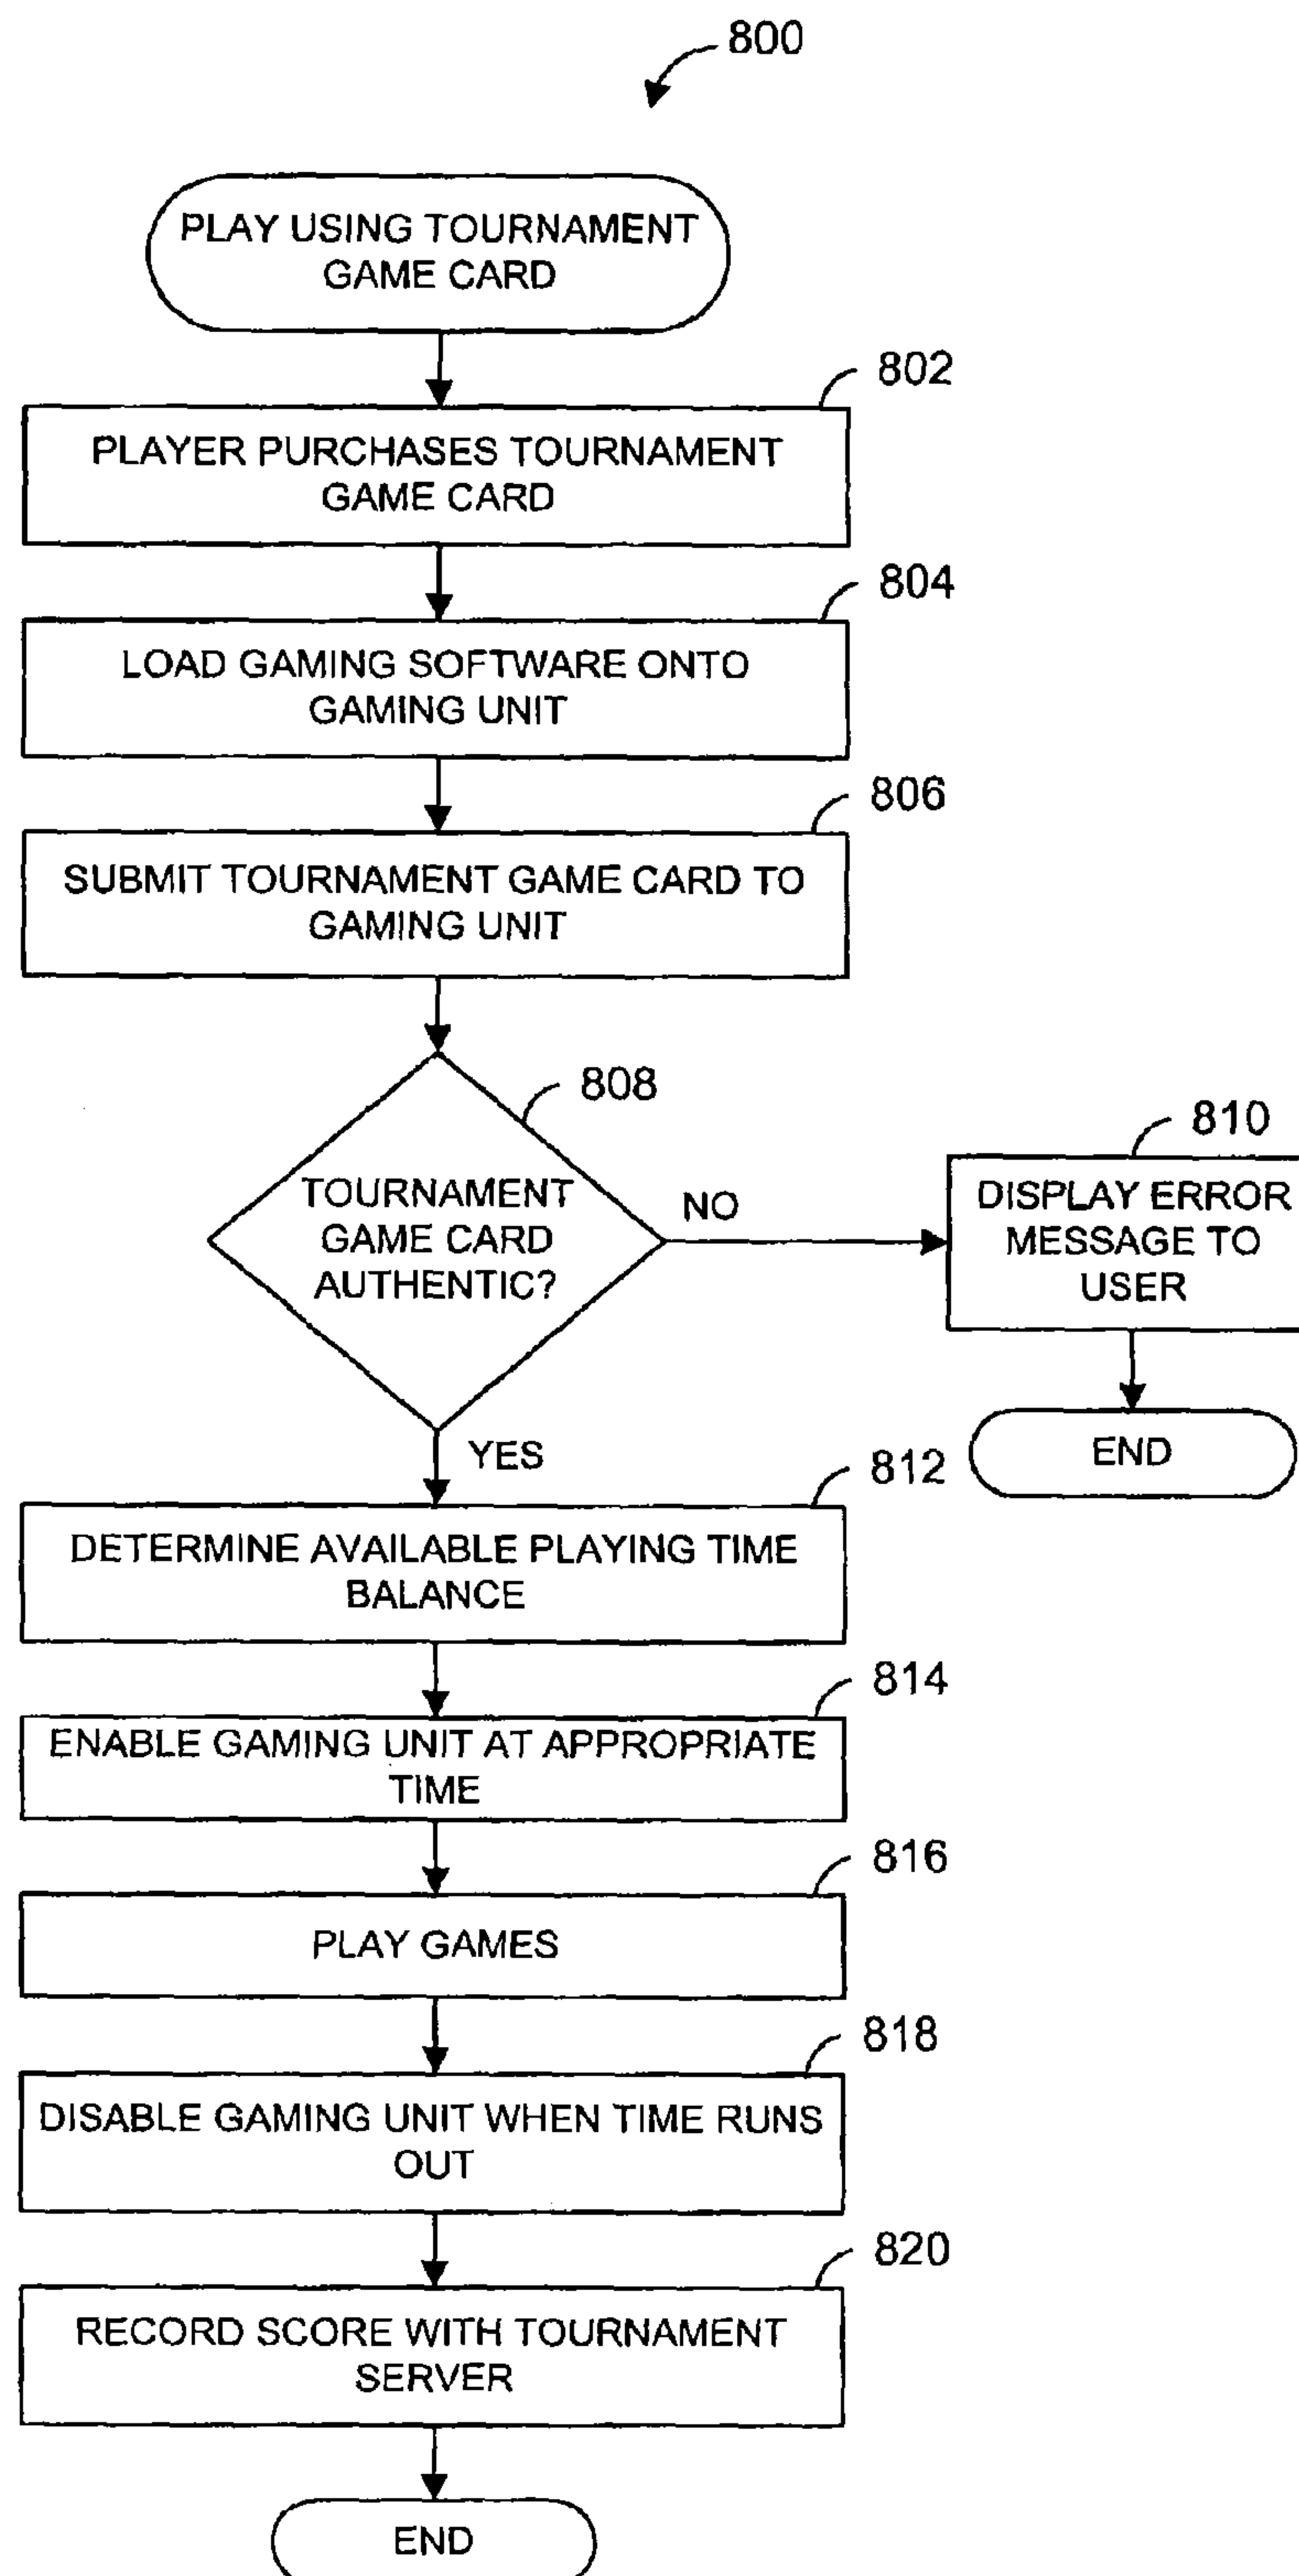 800
PLAY USING TOURNAMENT
GAME CARD
802
PLAYER PURCHASES TOURNAMENT
GAME CARD
804
LOAD GAMING SOFTWARE ONTO
GAMING UNIT
806
SUBMIT TOURNAMENT GAME CARD TO
GAMING UNIT
808
TOURNAMENT
GAME CARD
AUTHENTIC?
NO
810
DISPLAY ERROR
MESSAGE TO
USER
END
YES
812
DETERMINE AVAILABLE PLAYING TIME
BALANCE
814
ENABLE GAMING UNIT AT APPROPRIATE
TIME
816
PLAY GAMES
818
DISABLE GAMING UNIT WHEN TIME RUNS
OUT
820
RECORD SCORE WITH TOURNAMENT
SERVER
END